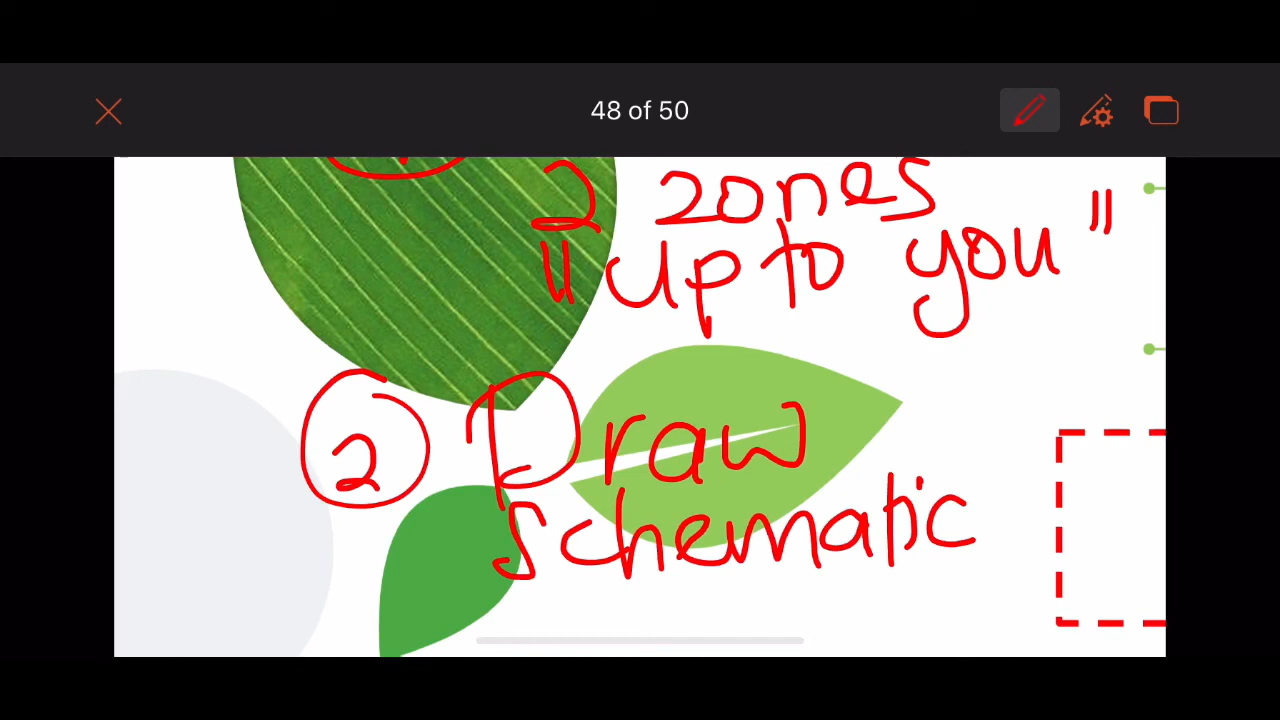 48 of 50
2 zones
"Up to you"
2 Draw
schematic